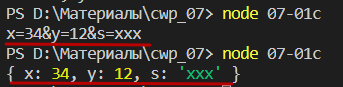 PS D:\Материалы\cwp_07> node 07-01c
x=34&y=12&s=xxx
PS D:\Материалы\cwp_07> node 07-01c
{ x: 34, y: 12, s: 'xxx' }